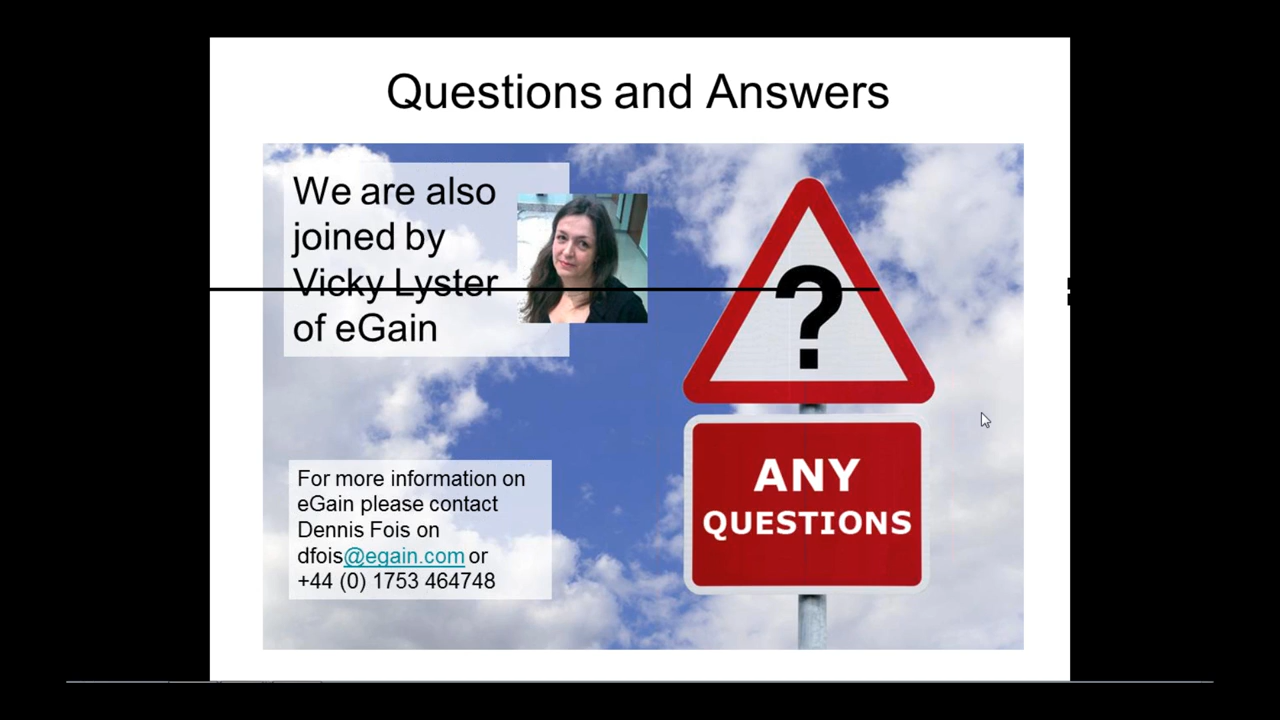 Questions and Answers
We are also
joined by
Vicky Lyster
of eGain
?
ANY
QUESTIONS
For more information on
eGain please contact
Dennis Fois on
dfois@egain.com or
+44 (0) 1753 464748